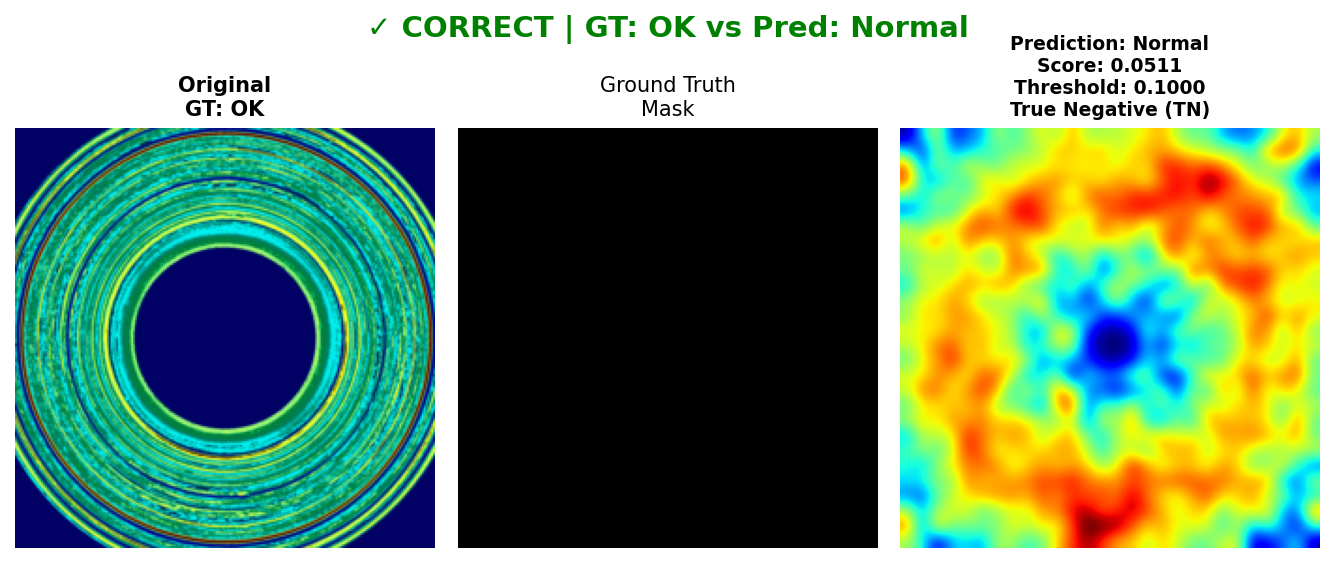 ✓ CORRECT | GT: OK vs Pred: Normal
Original
GT: OK
Ground Truth
Mask
Prediction: Normal
Score: 0.0511
Threshold: 0.1000
True Negative (TN)